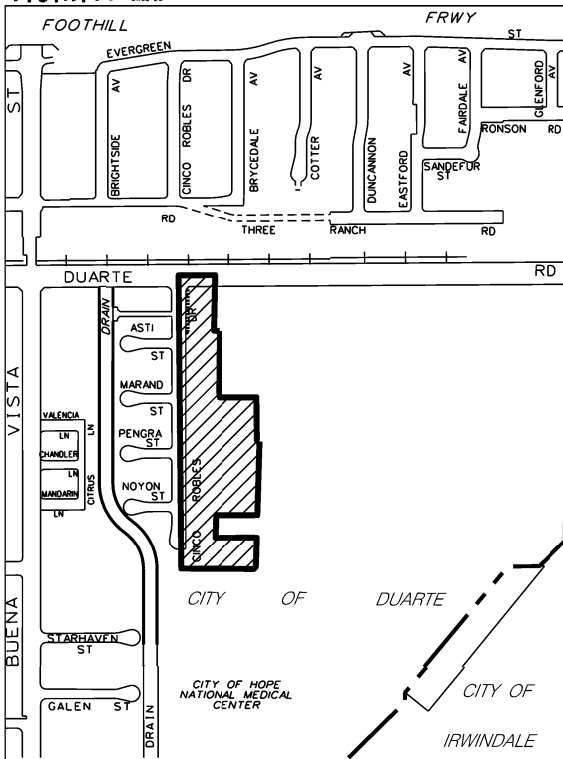 FOOTHILL
FRWY
EVERGREEN
ST
ST
BRIGHTSIDE
AV
CINCO ROBLES
DR
BRYCEDALE
AV
COTTER
AV
DUNCANNON
EASTFORD
AV
FAIRDALE
AV
GLENFORD
AV
RONSON RD
SANDEFUR
ST
RD
THREE
RANCH
RD
DUARTE
RD
DRAIN
DR
ASTI
ST
MARAND
ST
VISTA
VALENCIA
LN
CHANDLER
LN
MANDARIN
LN
CITRUS
LN
PENGRA
ST
NOYON
ST
CINCO ROBLES
CITY OF DUARTE
BUENA
STARHAVEN
ST
GALEN ST
DRAIN
CITY OF HOPE
NATIONAL MEDICAL
CENTER
CITY OF
IRWINDALE